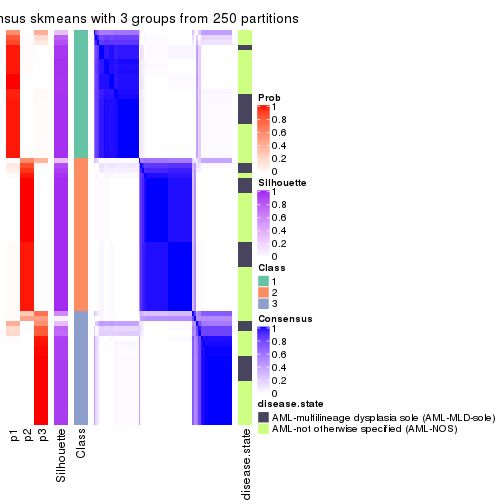 nsus skmeans with 3 groups from 250 partitions
Prob
1
0.8
0.6
0.4
0.2
0
Silhouette
1
0.8
0.6
0.4
0.2
0
Class
1
2
3
Consensus
1
0.8
0.6
0.4
0.2
0
disease.state
AML-multilineage dysplasia sole (AML-MLD-sole)
AML-not otherwise specified (AML-NOS)
p1
p2
p3
Silhouette
Class
disease.state